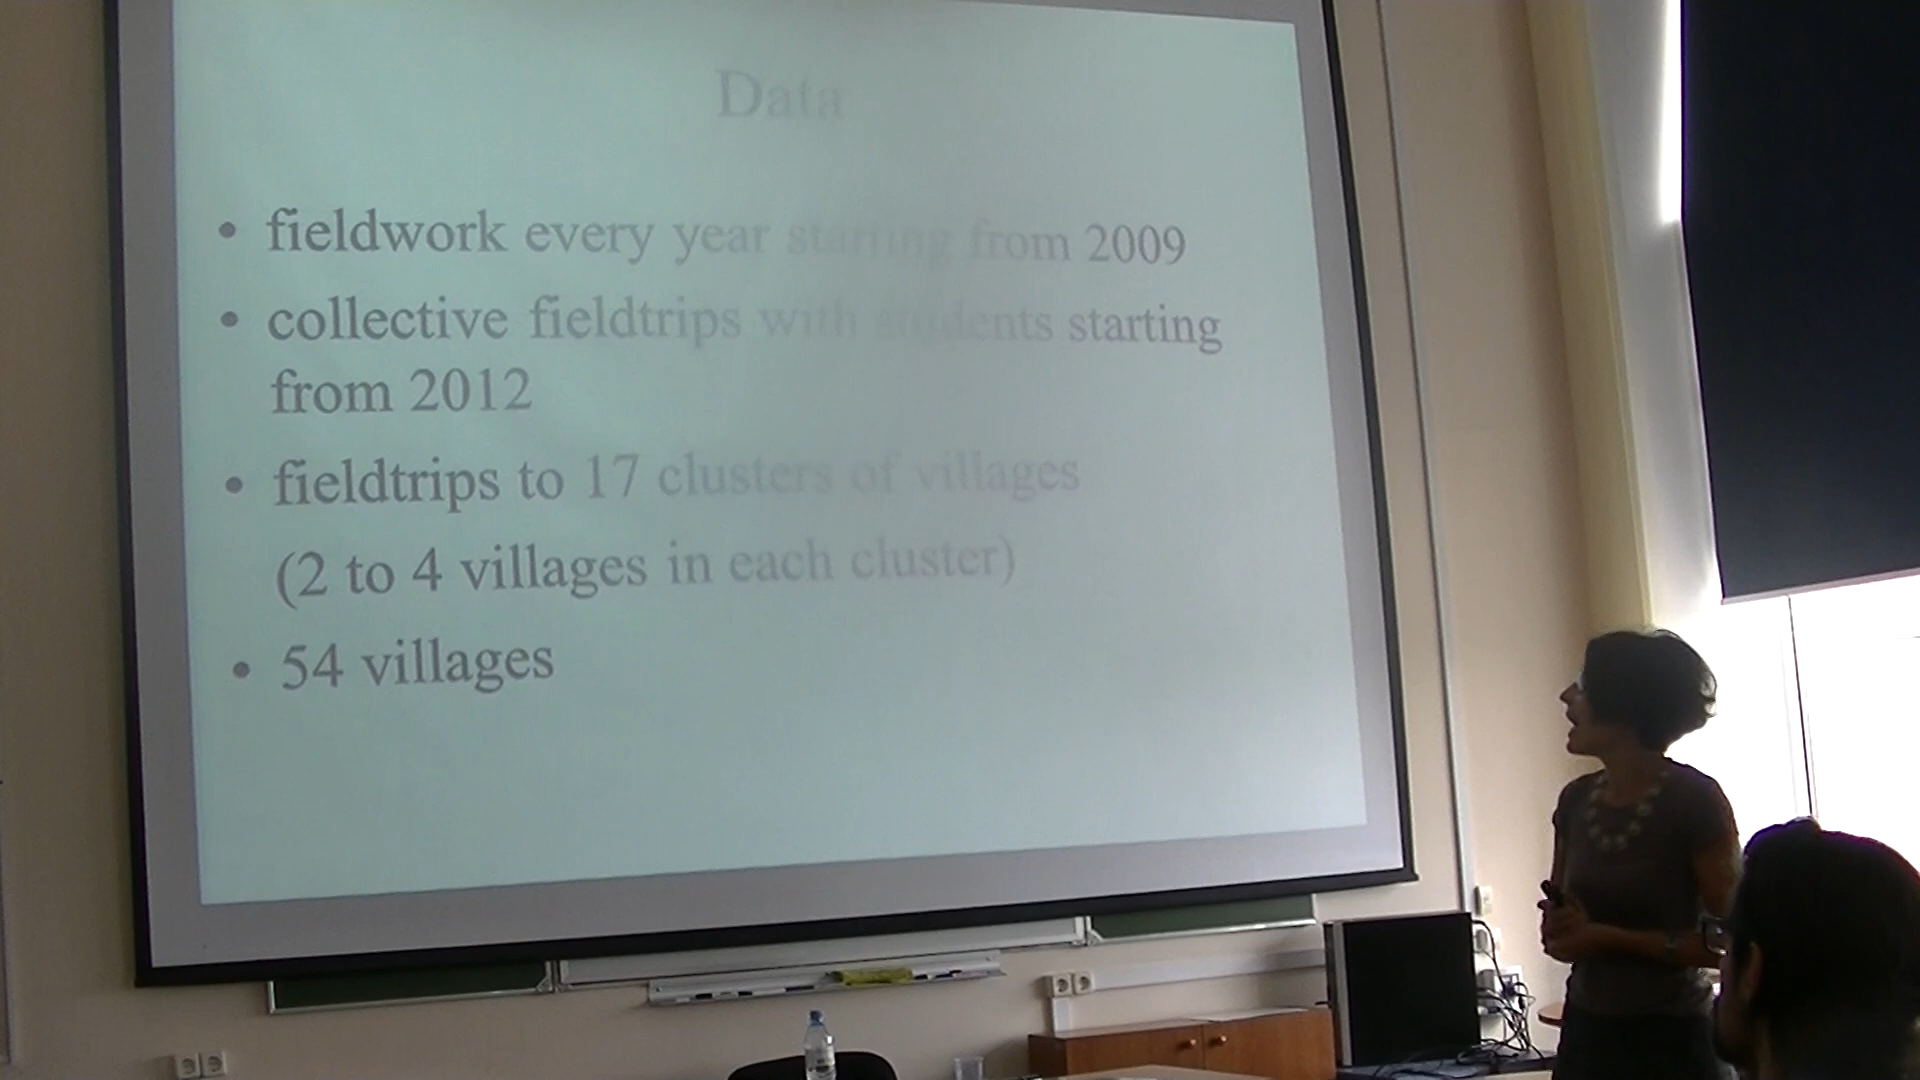 Data
• fieldwork every year starting from 2009
• collective fieldtrips with students starting
from 2012
• fieldtrips to 17 clusters of villages
(2 to 4 villages in each cluster)
• 54 villages